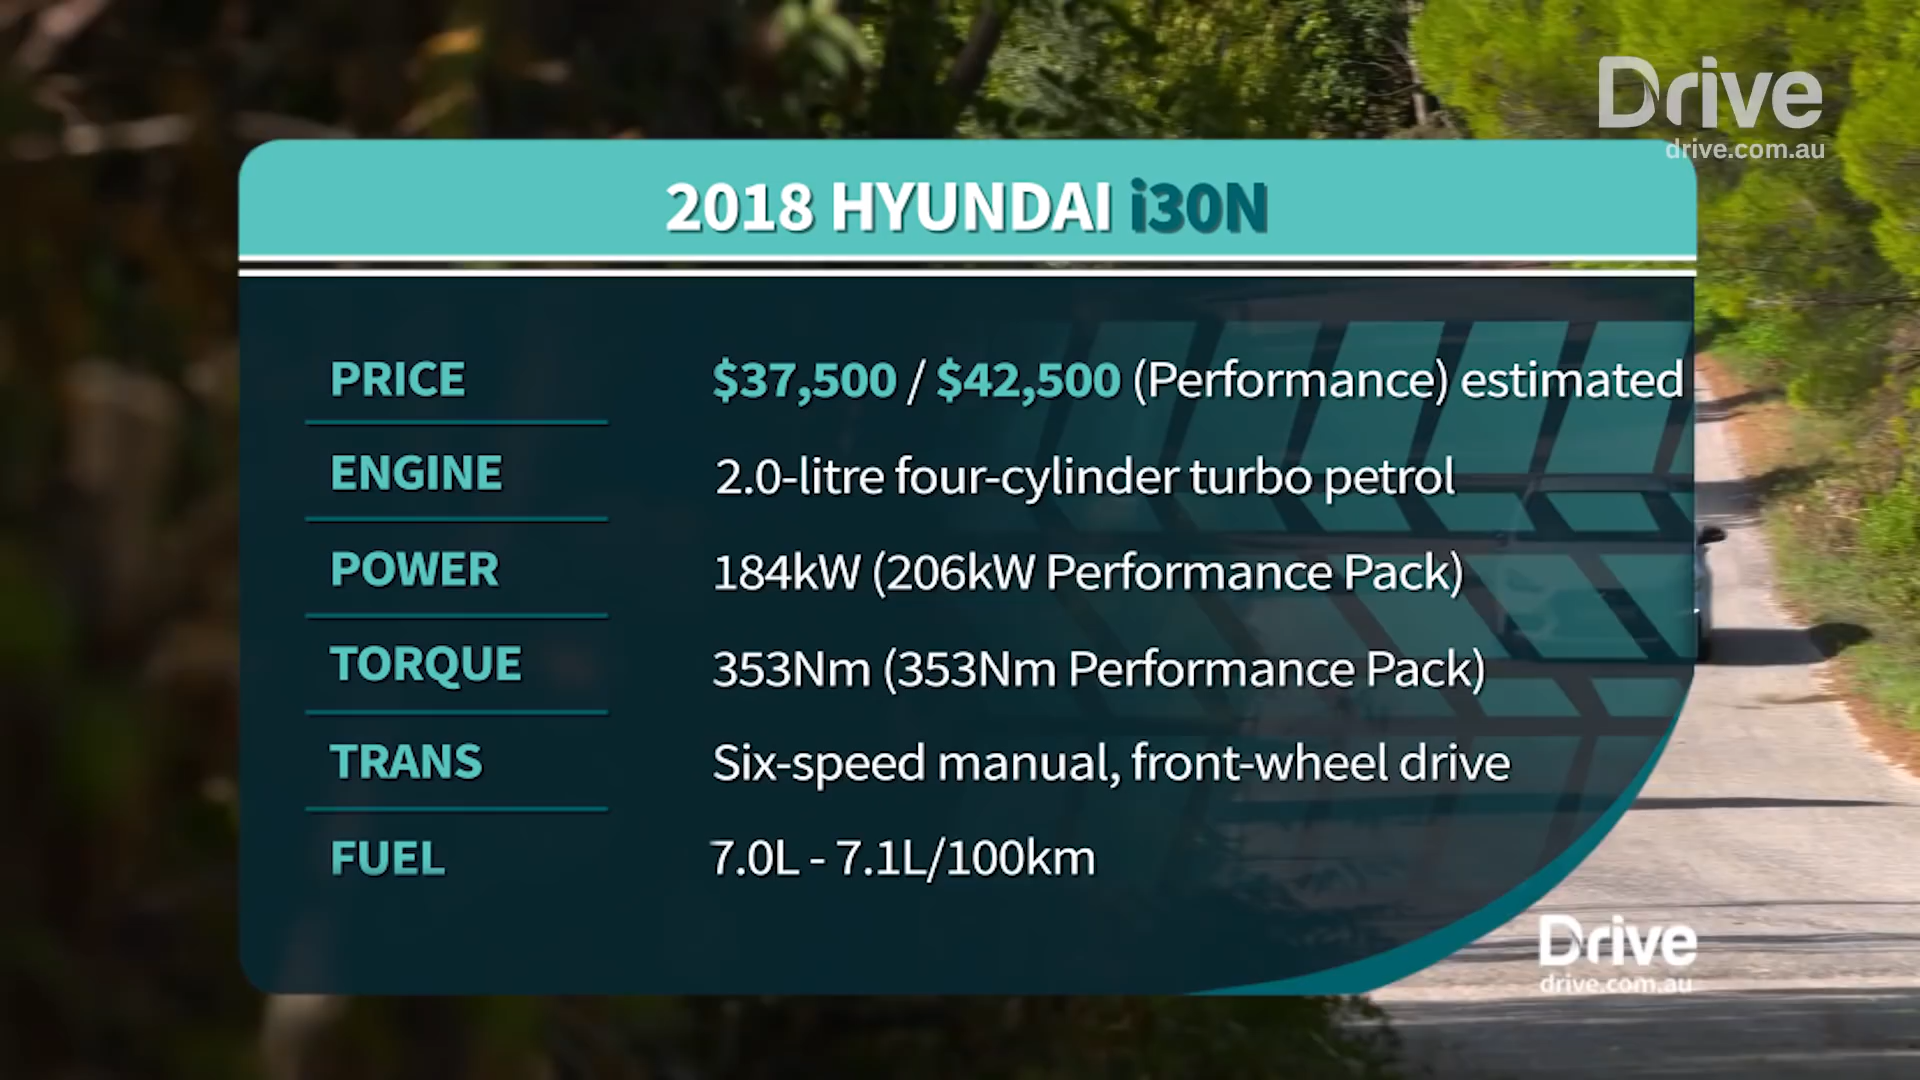 Drive
drive.com.au
2018 HYUNDAI i30N
PRICE $37,500 / $42,500 (Performance) estimated
ENGINE 2.0-litre four-cylinder turbo petrol
POWER 184kW (206kW Performance Pack)
TORQUE 353Nm (353Nm Performance Pack)
TRANS Six-speed manual, front-wheel drive
FUEL 7.0L - 7.1L/100km
Drive
drive.com.au